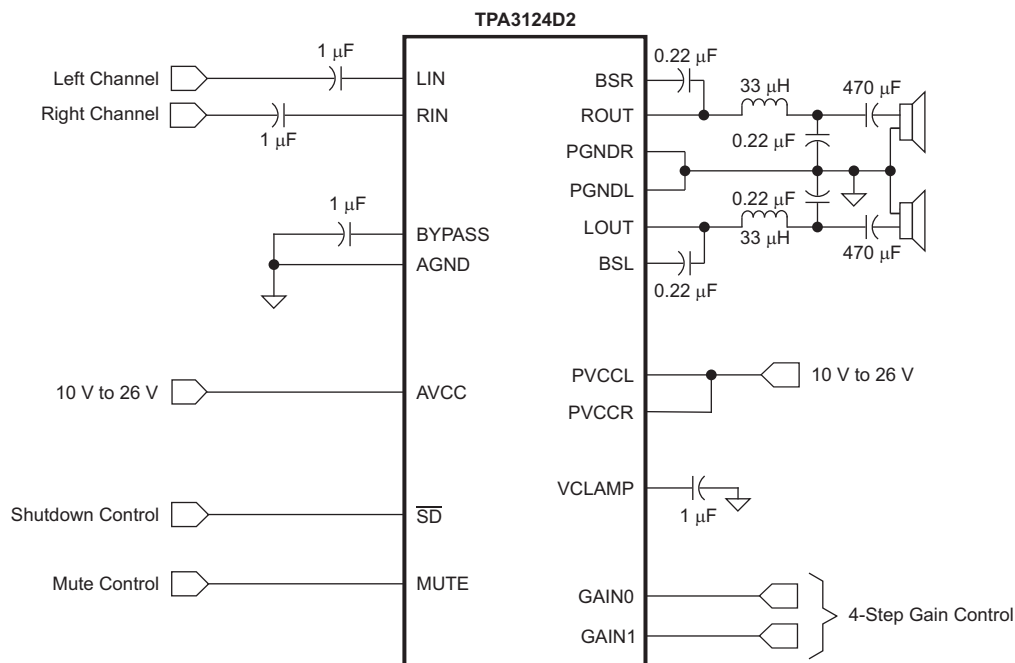 TPA3124D2
1 μF
Left Channel
LIN
Right Channel
RIN
1 μF
1 μF
BYPASS
AGND
10 V to 26 V
AVCC
Shutdown Control
SD
Mute Control
MUTE
0.22 μF
BSR
33 μH
470 μF
ROUT
0.22 μF
PGNDR
PGNDL
0.22 μF
LOUT
33 μH
470 μF
BSL
0.22 μF
PVCCL
10 V to 26 V
PVCCR
VCLAMP
1 μF
GAIN0
4-Step Gain Control
GAIN1